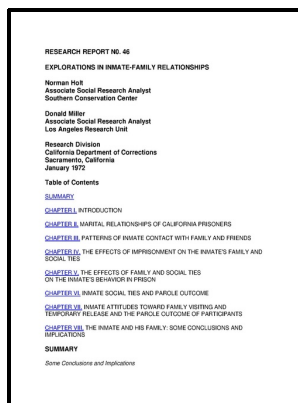 RESEARCH REPORT N0. 46
EXPLORATIONS IN INMATE-FAMILY RELATIONSHIPS
Norman Holt
Associate Social Research Analyst
Southern Conservation Center
Donald Miller
Associate Social Research Analyst
Los Angeles Research Unit
Research Division
California Department of Corrections
Sacramento, California
January 1972
Table of Contents
SUMMARY
CHAPTER I. INTRODUCTION
CHAPTER II. MARITAL RELATIONSHIPS OF CALIFORNIA PRISONERS
CHAPTER III. PATTERNS OF INMATE CONTACT WITH FAMILY AND FRIENDS
CHAPTER IV. THE EFFECTS OF IMPRISONMENT ON THE INMATE'S FAMILY AND
SOCIAL TIES
CHAPTER V. THE EFFECTS OF FAMILY AND SOCIAL TIES
ON THE INMATE'S BEHAVIOR IN PRISON
CHAPTER VI. INMATE SOCIAL TIES AND PAROLE OUTCOME
CHAPTER VII. INMATE ATTITUDES TOWARD FAMILY VISITING AND
TEMPORARY RELEASE AND THE PAROLE OUTCOME OF PARTICIPANTS
CHAPTER VIII. THE INMATE AND HIS FAMILY: SOME CONCLUSIONS AND
IMPLICATIONS
SUMMARY
Some Conclusions and Implications